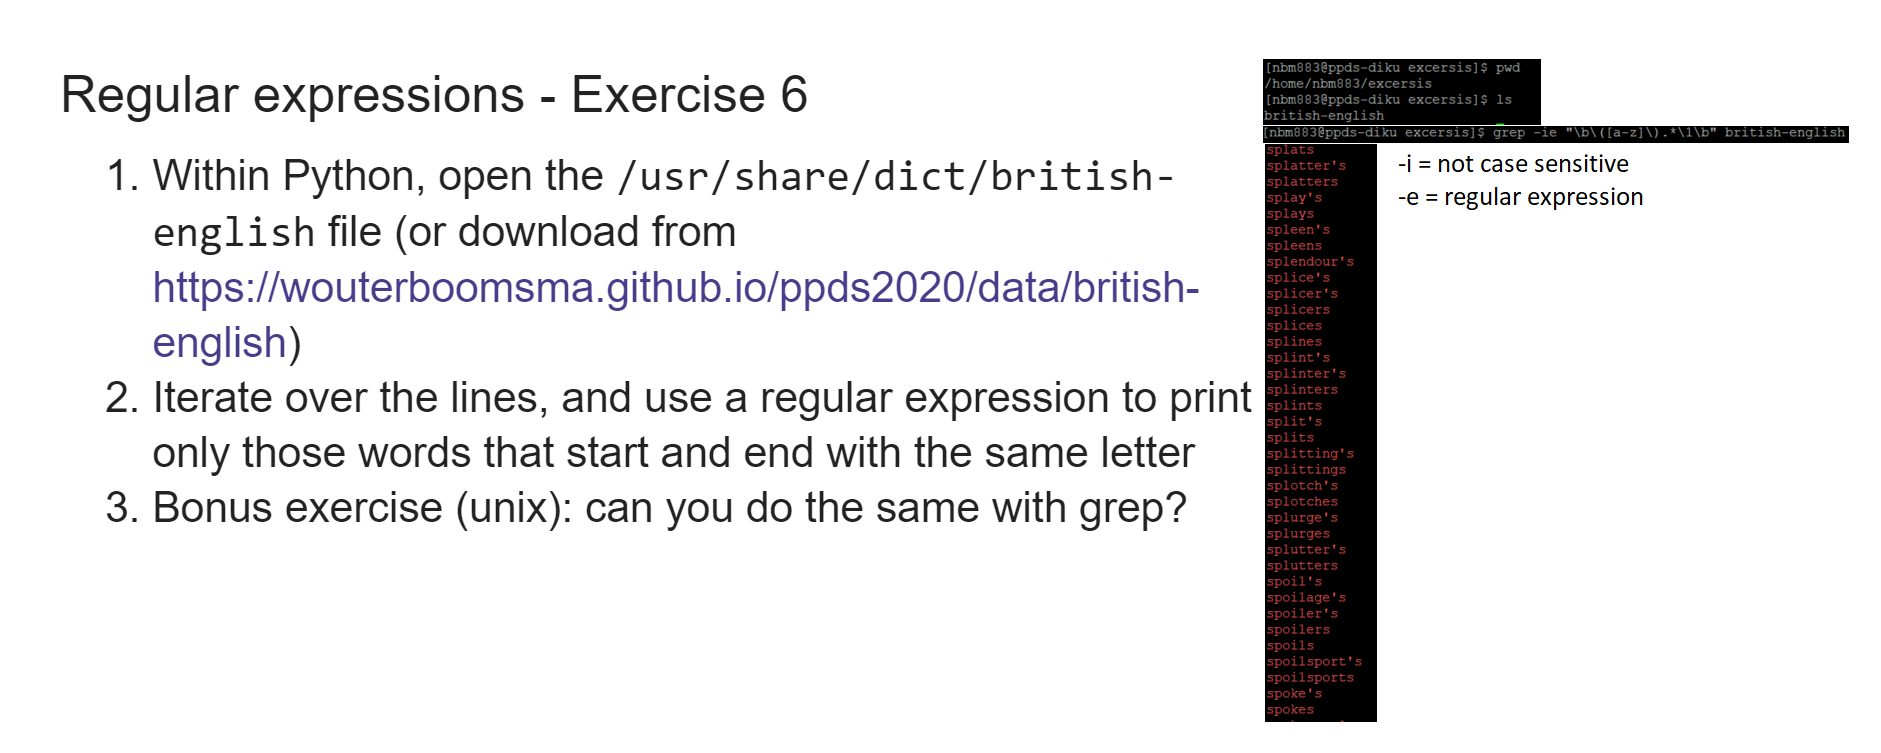 Regular expressions - Exercise 6
1. Within Python, open the /usr/share/dict/british-
english file (or download from
https://wouterboomsma.github.io/ppds2020/data/british-
english)
2. Iterate over the lines, and use a regular expression to print
only those words that start and end with the same letter
3. Bonus exercise (unix): can you do the same with grep?
[nbm883@ppds-diku excersis]$ pwd
/home/nbm883/excersis
[nbm883@ppds-diku excersis]$ ls
british-english
[nbm883@ppds-diku excersis]$ grep -ie "\b\([a-z]\).*\1\b" british-english
-i = not case sensitive
-e = regular expression
splats
splatter's
splatters
splay's
splays
spleen's
spleens
splendour's
splice's
splicer's
splicers
splices
splines
splint's
splinter's
splinters
splints
split's
splits
splitting's
splittings
splotch's
splotches
splurge's
splurges
splutter's
splutters
spoil's
spoilage's
spoiler's
spoilers
spoils
spoilsport's
spoilsports
spoke's
spokes